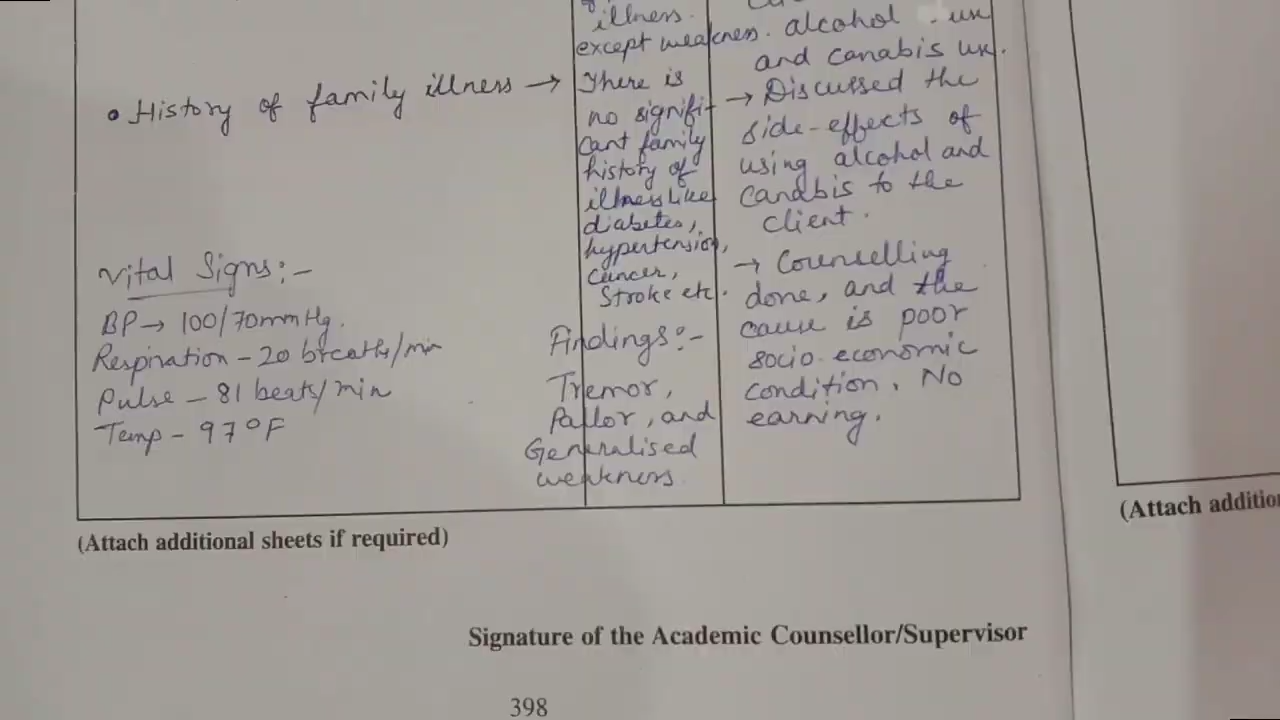 illness.
except weakness.
• History of family illness →
There is
no signifi
cant family
history of
illness like
diabetes,
hypertension,
cancer,
Stroke etc.
Vital Signs:-
BP → 100/70mmHg.
Respiration - 20 breaths/min
Pulse - 81 beats/min
Temp - 97°F
Findings:-
Tremor,
Pallor, and
Generalised
weakness.
alcohol
and canabis us.
→ Discussed the
side-effects of
using alcohol and
canabis to the
client.
→ Counselling
done, and the
cause is poor
socio economic
condition. No
earning.
(Attach additional sheets if required)
Signature of the Academic Counsellor/Supervisor
398
(Attach additio